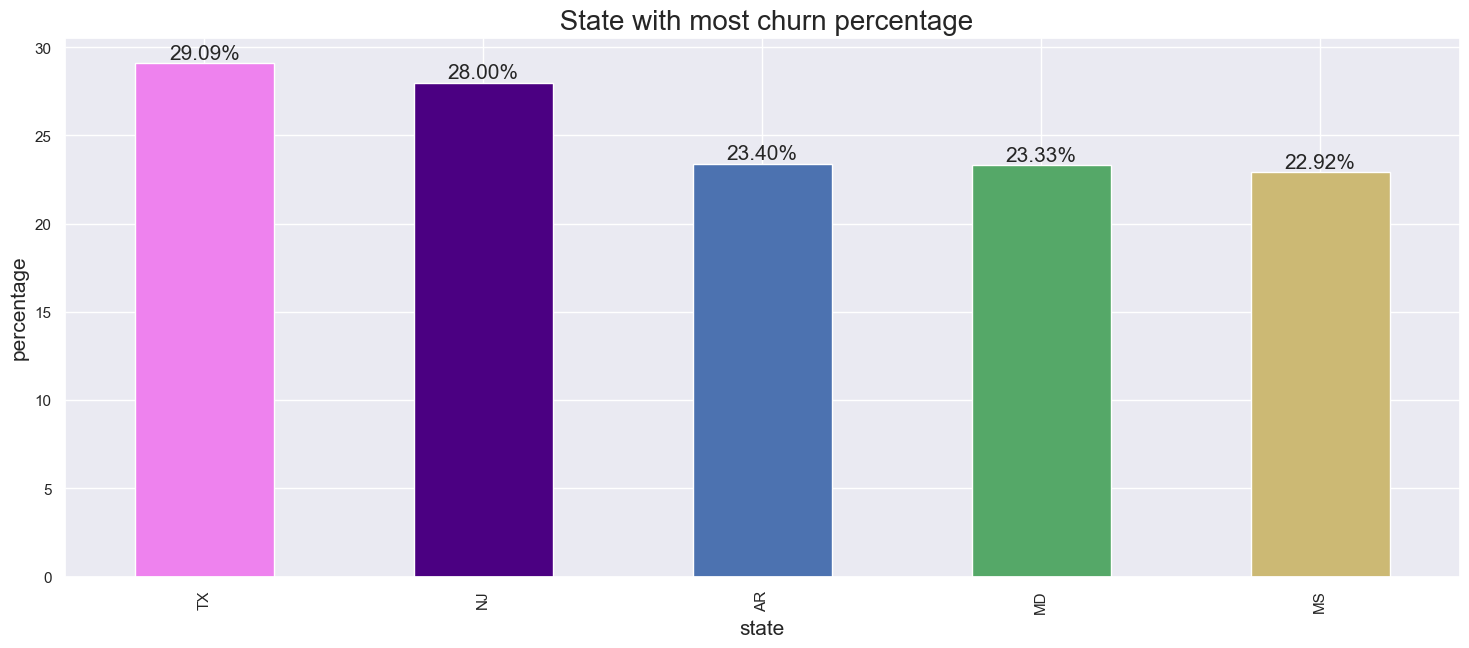 State with most churn percentage
30
25
20
15
10
5
0
percentage
29.09%
28.00%
23.40%
23.33%
22.92%
TX
NJ
AR
MD
MS
state